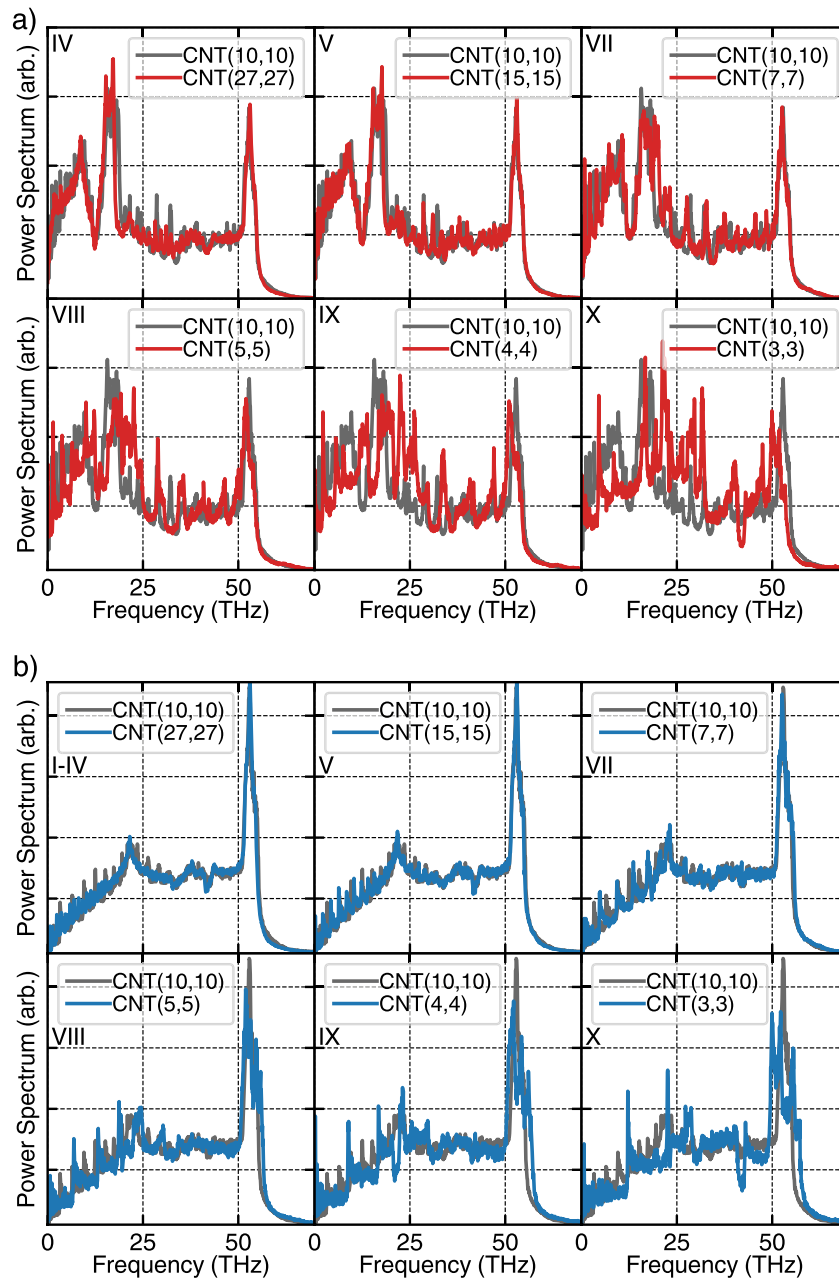 a)
IV
CNT(10,10)
CNT(27,27)
V
CNT(10,10)
CNT(15,15)
VII
CNT(10,10)
CNT(7,7)
Power Spectrum (arb.)
VIII
CNT(10,10)
CNT(5,5)
IX
CNT(10,10)
CNT(4,4)
X
CNT(10,10)
CNT(3,3)
Power Spectrum (arb.)
0 25 50 0 25 50 0 25 50
Frequency (THz) Frequency (THz) Frequency (THz)
b)
CNT(10,10)
CNT(27,27)
I-IV
CNT(10,10)
CNT(15,15)
V
CNT(10,10)
CNT(7,7)
VII
Power Spectrum (arb.)
CNT(10,10)
CNT(5,5)
VIII
CNT(10,10)
CNT(4,4)
IX
CNT(10,10)
CNT(3,3)
X
Power Spectrum (arb.)
0 25 50 0 25 50 0 25 50
Frequency (THz) Frequency (THz) Frequency (THz)